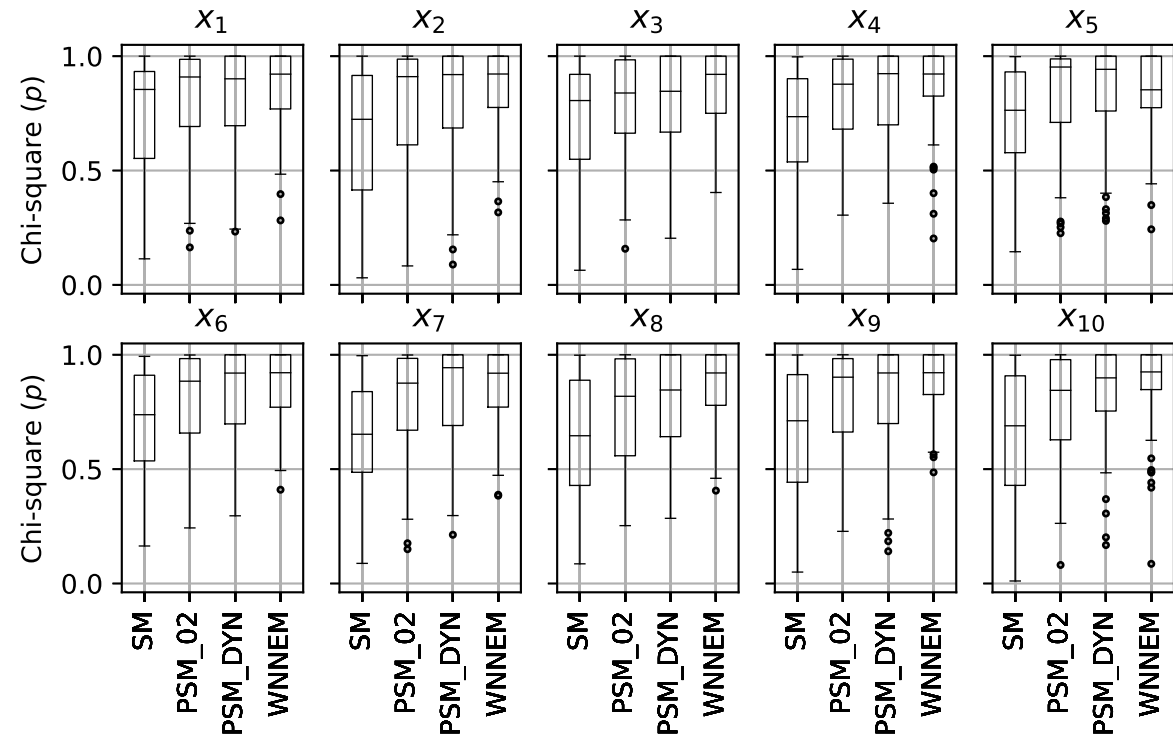 x₁ x₂ x₃ x₄ x₅
Chi-square (p)
1.0
0.5
0.0
x₆ x₇ x₈ x₉ x₁₀
Chi-square (p)
1.0
0.5
0.0
SM PSM_02 PSM_DYN WNNEM SM PSM_02 PSM_DYN WNNEM SM PSM_02 PSM_DYN WNNEM SM PSM_02 PSM_DYN WNNEM SM PSM_02 PSM_DYN WNNEM